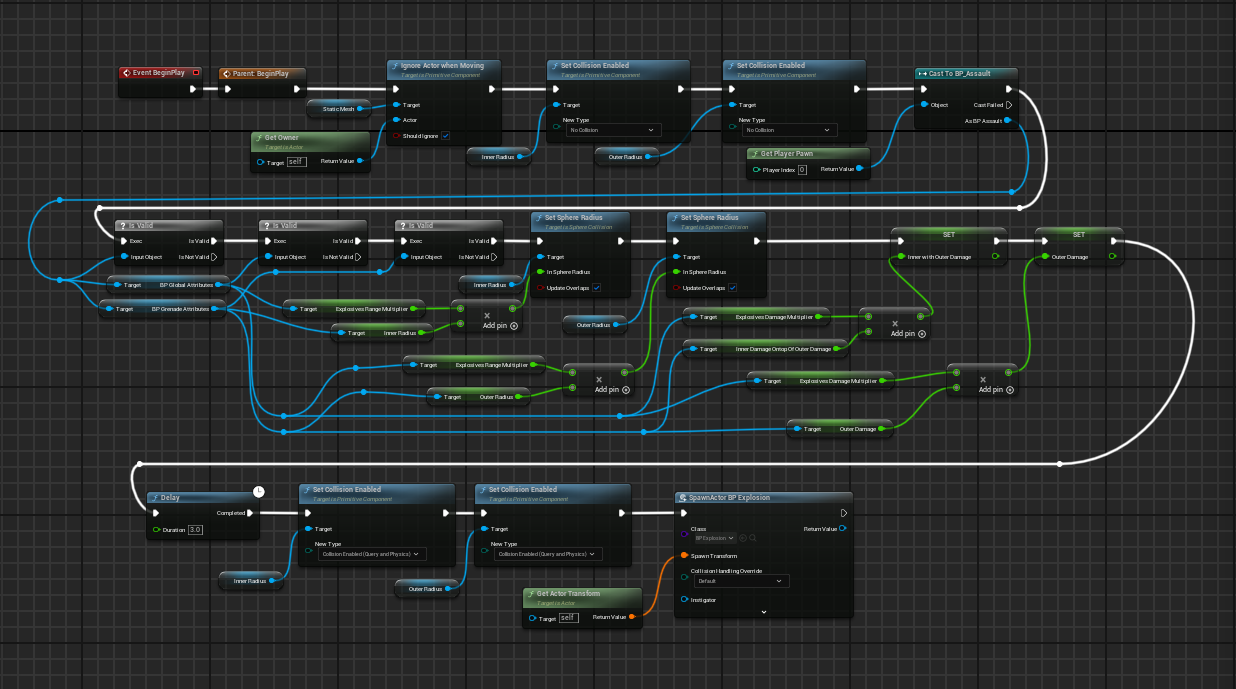 Event BeginPlay
Parent: BeginPlay
Ignore Actor when Moving
Target is Primitive Component
Target
Actor
Should Ignore
Static Mesh
Get Owner
Target is Actor
Target self
Return Value
Set Collision Enabled
Target is Primitive Component
Target
New Type
No Collision
Inner Radius
Set Collision Enabled
Target is Primitive Component
Target
New Type
No Collision
Outer Radius
Cast To BP_Assault
Object
Cast Failed
As BP Assault
Get Player Pawn
Player Index 0
Return Value
? Is Valid
Exec
Is Valid
Input Object
Is Not Valid
? Is Valid
Exec
Is Valid
Input Object
Is Not Valid
? Is Valid
Exec
Is Valid
Input Object
Is Not Valid
Set Sphere Radius
Target is Sphere Collision
Target
In Sphere Radius
Update Overlaps
Set Sphere Radius
Target is Sphere Collision
Target
In Sphere Radius
Update Overlaps
SET
Inner with Outer Damage
SET
Outer Damage
Target BP Global Attributes
Target BP Grenade Attributes
Inner Radius
Target Explosives Range Multiplier
Target Inner Radius
Add pin
Outer Radius
Target Explosives Damage Multiplier
Target Inner Damage Ontop Of Outer Damage
Add pin
Target Explosives Range Multiplier
Target Outer Radius
Add pin
Target Explosives Damage Multiplier
Target Outer Damage
Add pin
Delay
Completed
Duration 3.0
Set Collision Enabled
Target is Primitive Component
Target
New Type
Collision Enabled (Query and Physics)
Inner Radius
Set Collision Enabled
Target is Primitive Component
Target
New Type
Collision Enabled (Query and Physics)
Outer Radius
SpawnActor BP Explosion
Class
BP Explosion
Return Value
Spawn Transform
Collision Handling Override
Default
Instigator
Get Actor Transform
Target is Actor
Target self
Return Value